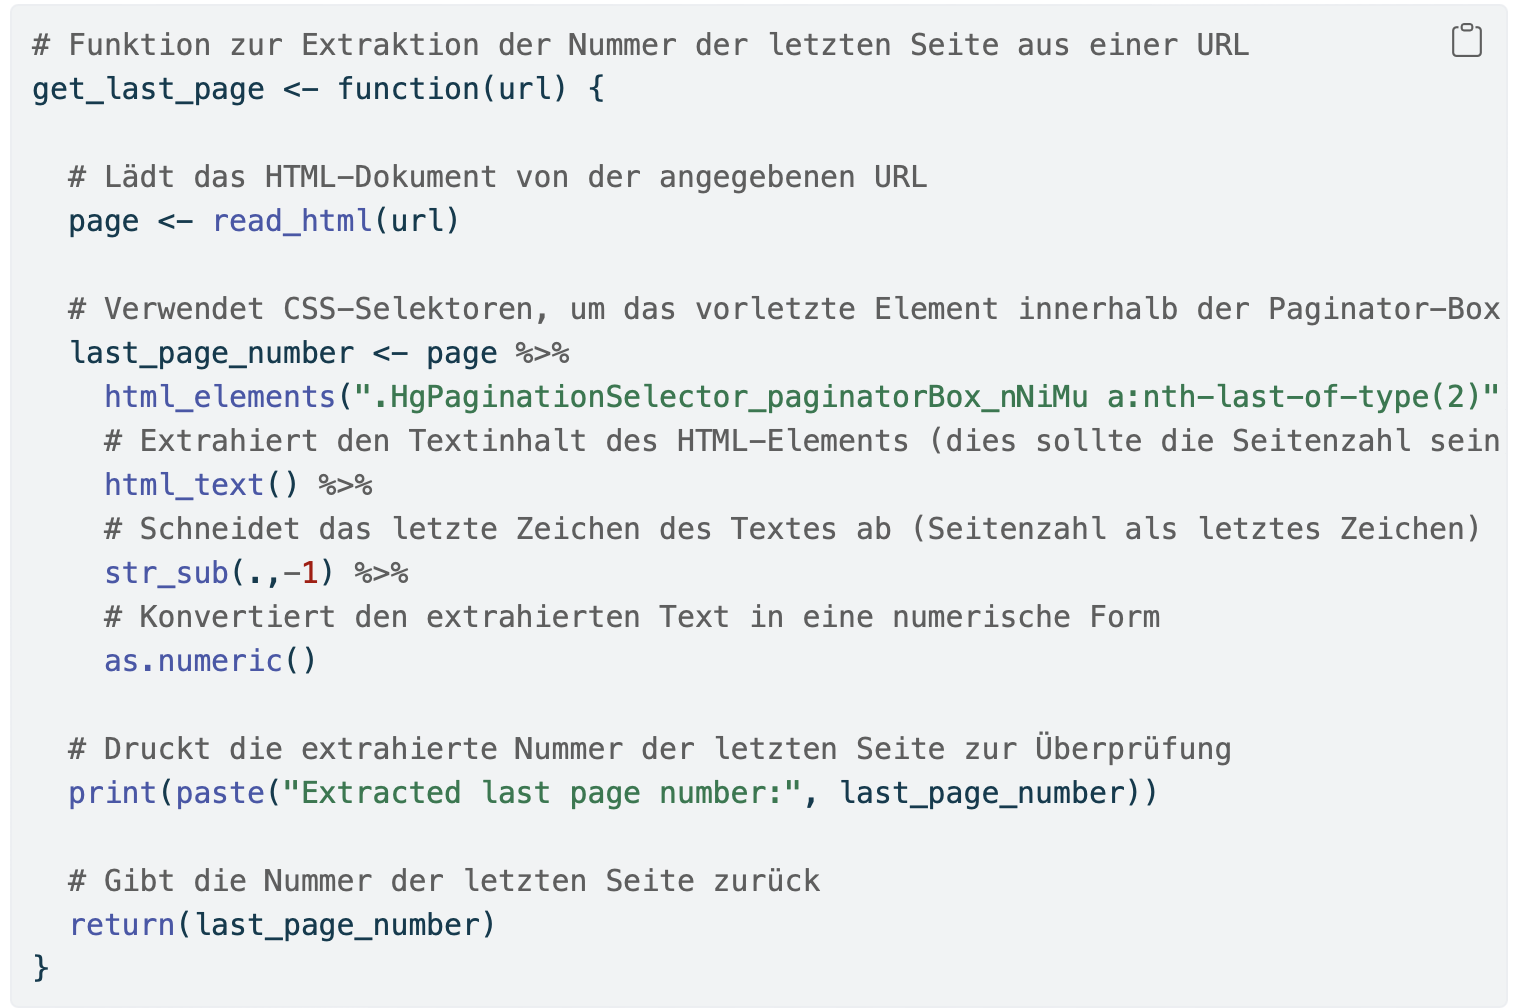 # Funktion zur Extraktion der Nummer der letzten Seite aus einer URL
get_last_page <- function(url) {
  # Lädt das HTML-Dokument von der angegebenen URL
  page <- read_html(url)
  # Verwendet CSS-Selektoren, um das vorletzte Element innerhalb der Paginator-Box
  last_page_number <- page %>%
    html_elements(".HgPaginationSelector_paginatorBox_nNiMu a:nth-last-of-type(2)"
    # Extrahiert den Textinhalt des HTML-Elements (dies sollte die Seitenzahl sein
    html_text() %>%
    # Schneidet das letzte Zeichen des Textes ab (Seitenzahl als letztes Zeichen)
    str_sub(.,-1) %>%
    # Konvertiert den extrahierten Text in eine numerische Form
    as.numeric()
  # Druckt die extrahierte Nummer der letzten Seite zur Überprüfung
  print(paste("Extracted last page number:", last_page_number))
  # Gibt die Nummer der letzten Seite zurück
  return(last_page_number)
}